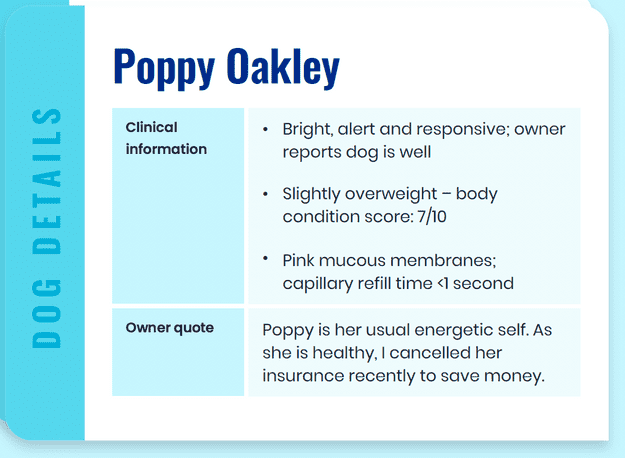 DOG DETAILS
Poppy Oakley
Clinical
information
• Bright, alert and responsive; owner
reports dog is well
• Slightly overweight – body
condition score: 7/10
• Pink mucous membranes;
capillary refill time <1 second
Owner quote
Poppy is her usual energetic self. As
she is healthy, I cancelled her
insurance recently to save money.